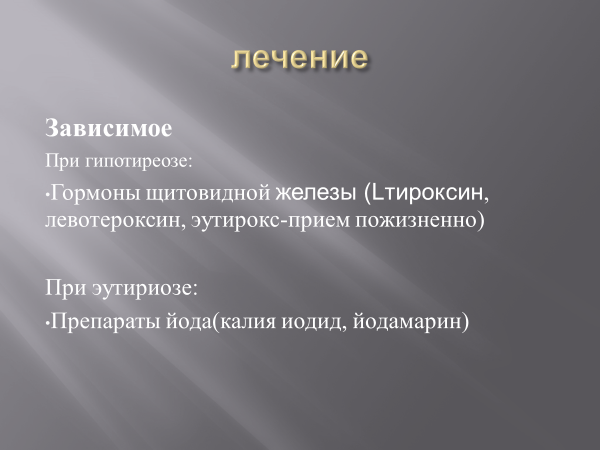 лечение
Зависимое
При гипотиреозе:
•Гормоны щитовидной железы (Lтироксин,
левотероксин, эутирокс-прием пожизненно)
При эутириозе:
•Препараты йода(калия иодид, йодамарин)